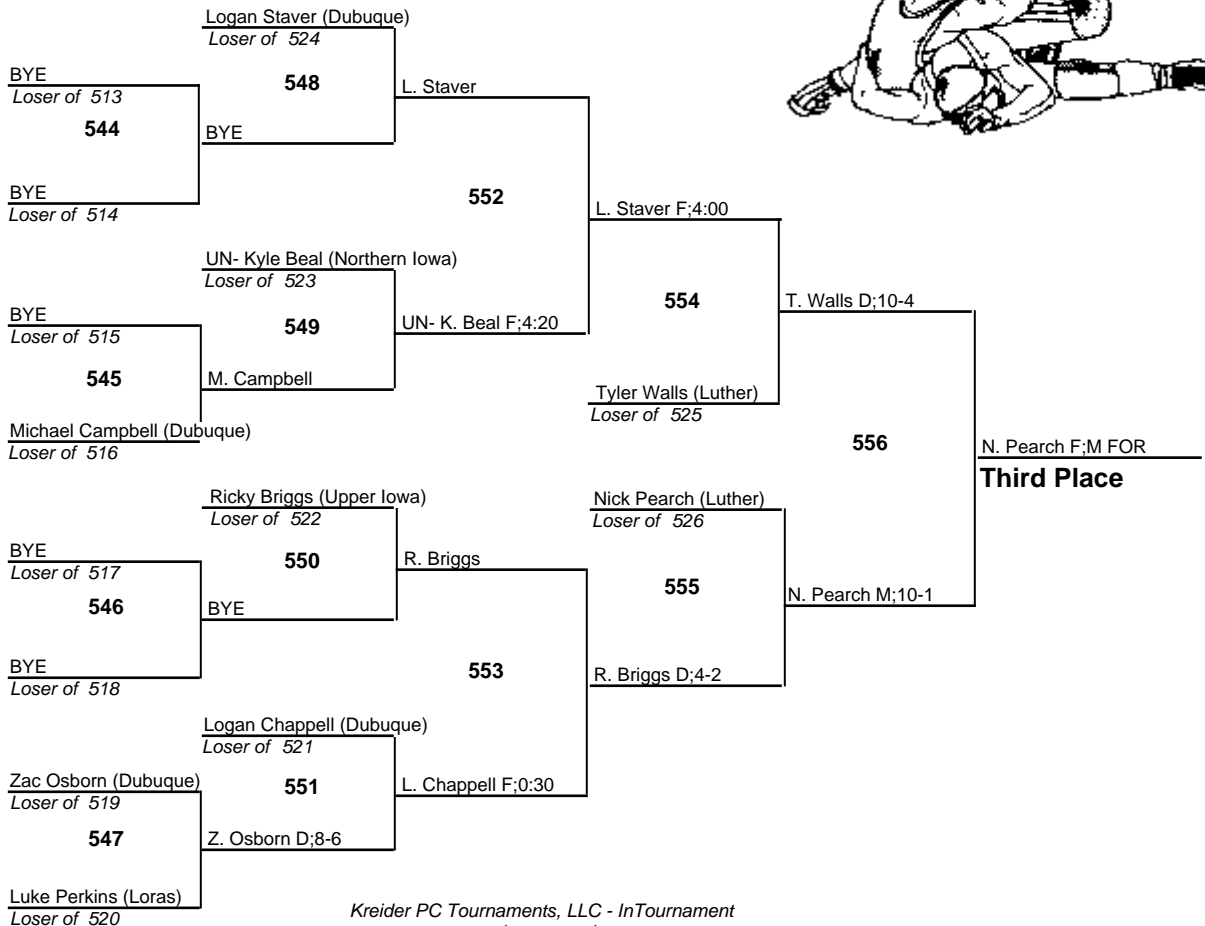 Logan Staver (Dubuque)
Loser of 524
BYE
Loser of 513
548
L. Staver
544
BYE
BYE
Loser of 514
552
L. Staver F;4:00
UN- Kyle Beal (Northern Iowa)
Loser of 523
BYE
Loser of 515
549
UN- K. Beal F;4:20
554
T. Walls D;10-4
545
M. Campbell
Tyler Walls (Luther)
Loser of 525
Michael Campbell (Dubuque)
Loser of 516
556
N. Pearch F;M FOR
Third Place
Ricky Briggs (Upper Iowa)
Loser of 522
Nick Pearch (Luther)
Loser of 526
BYE
Loser of 517
550
R. Briggs
555
546
BYE
N. Pearch M;10-1
BYE
Loser of 518
553
R. Briggs D;4-2
Logan Chappell (Dubuque)
Loser of 521
Zac Osborn (Dubuque)
Loser of 519
551
L. Chappell F;0:30
547
Z. Osborn D;8-6
Luke Perkins (Loras)
Loser of 520
Kreider PC Tournaments, LLC - InTournament